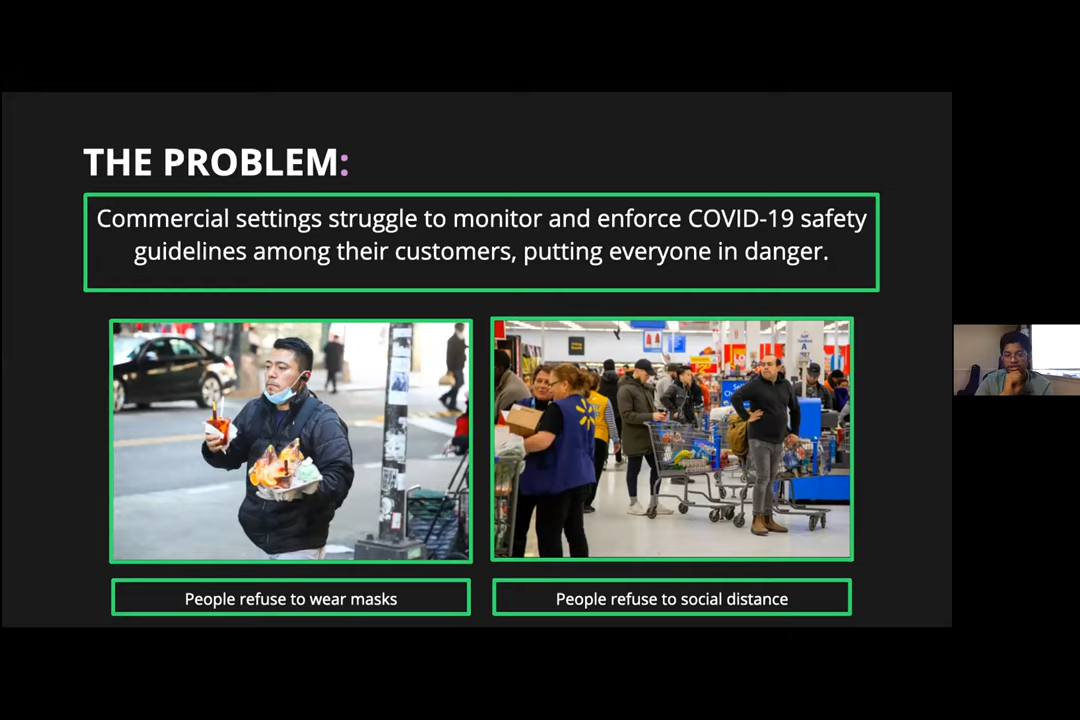 THE PROBLEM:
Commercial settings struggle to monitor and enforce COVID-19 safety
guidelines among their customers, putting everyone in danger.
People refuse to wear masks
People refuse to social distance